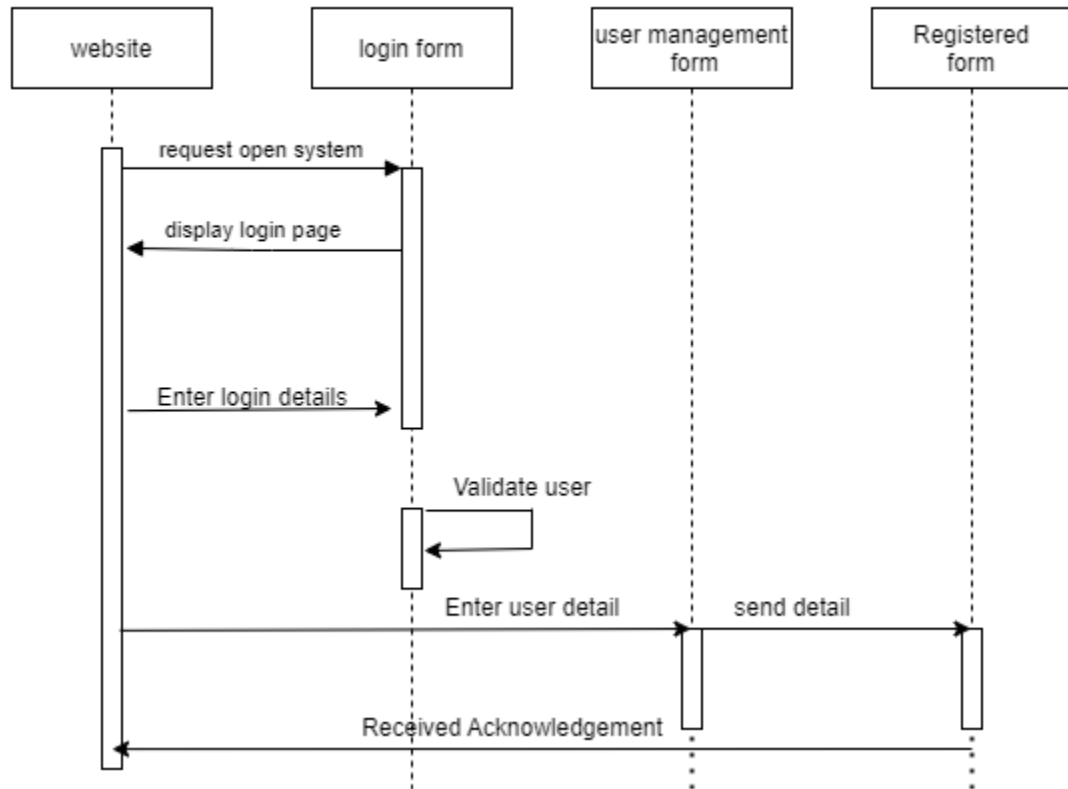 website
login form
user management
form
Registered
form
request open system
display login page
Enter login details
Validate user
Enter user detail
send detail
Received Acknowledgement